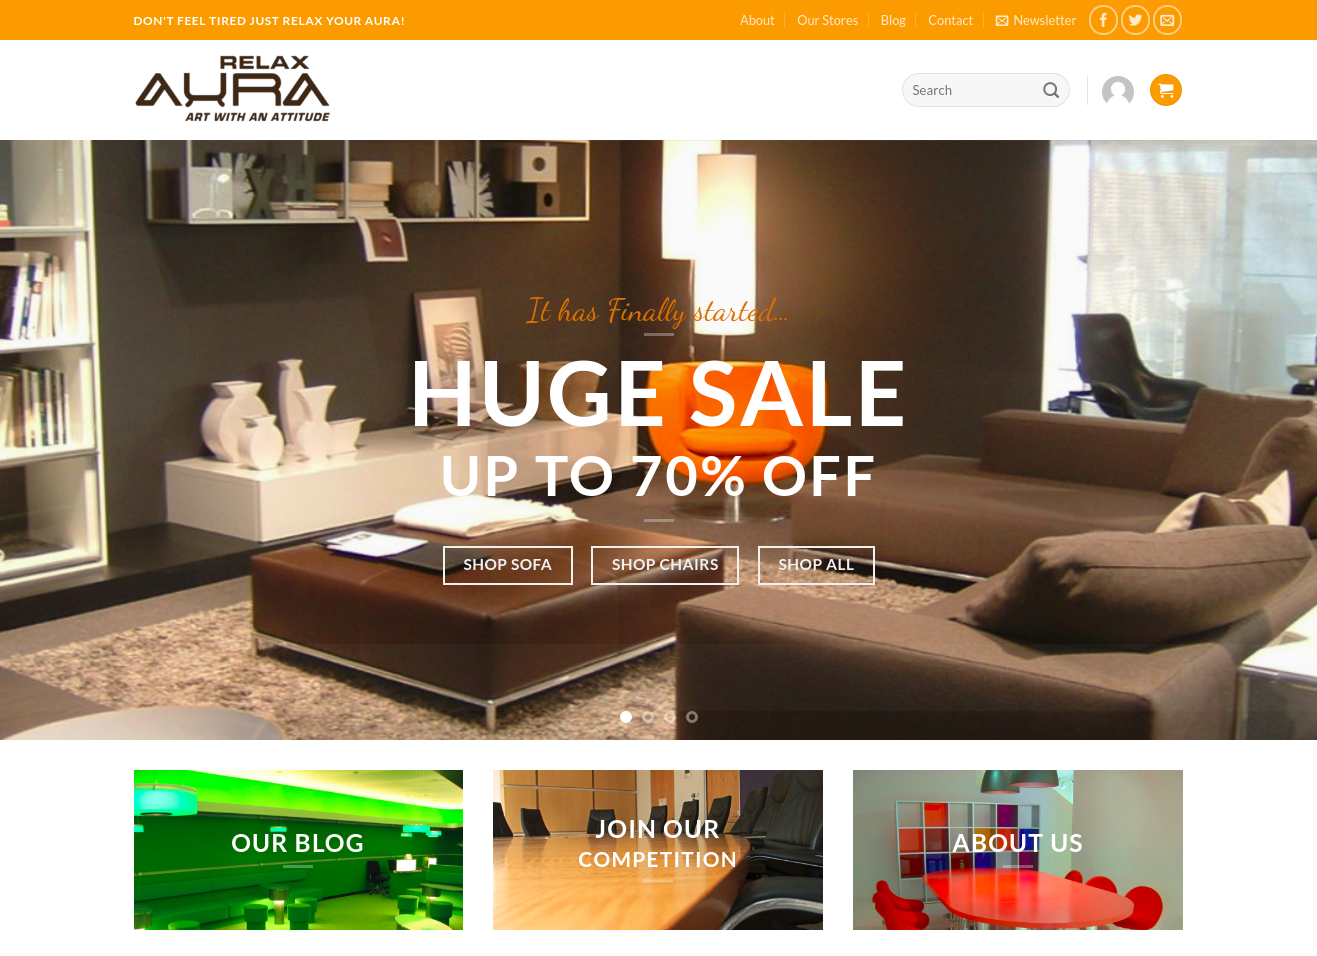 DON'T FEEL TIRED JUST RELAX YOUR AURA!
About
Our Stores
Blog
Contact
Newsletter
RELAX
AURA
ART WITH AN ATTITUDE
Search
It has Finally started...
HUGE SALE
UP TO 70% OFF
SHOP SOFA
SHOP CHAIRS
SHOP ALL
OUR BLOG
JOIN OUR
COMPETITION
ABOUT US